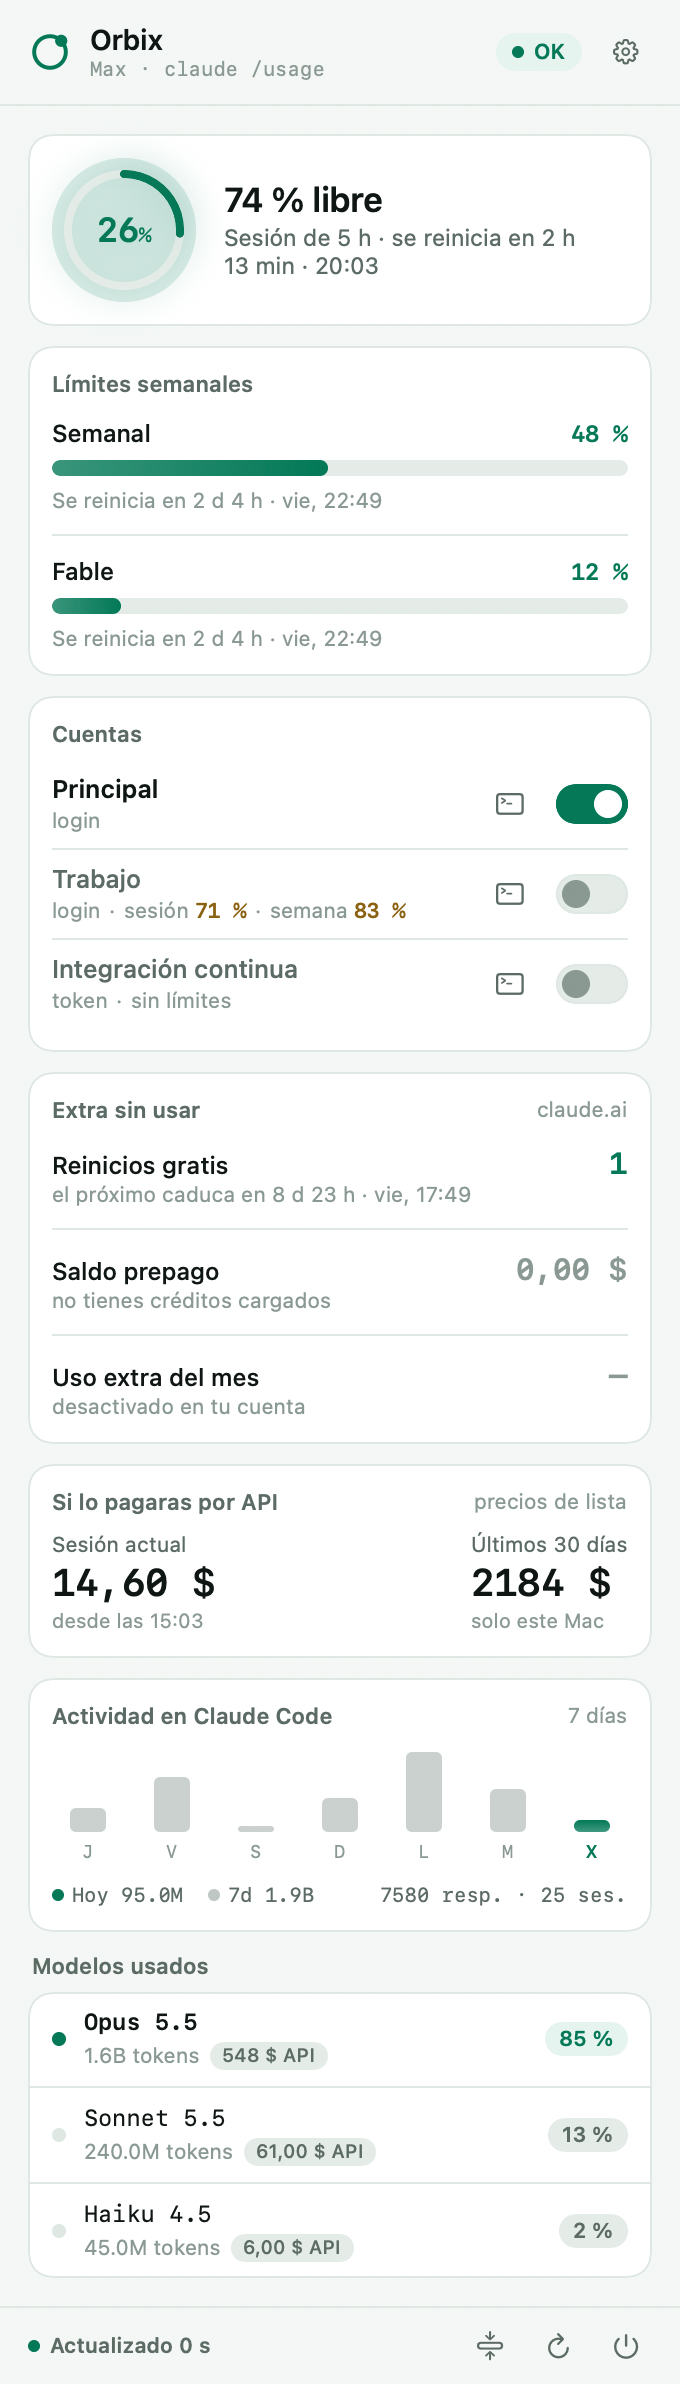 Orbix
Max · claude /usage
OK
26%
74 % libre
Sesión de 5 h · se reinicia en 2 h
13 min · 20:03
Límites semanales
Semanal
48 %
Se reinicia en 2 d 4 h · vie, 22:49
Fable
12 %
Se reinicia en 2 d 4 h · vie, 22:49
Cuentas
Principal
login
Trabajo
login · sesión 71 % · semana 83 %
Integración continua
token · sin límites
Extra sin usar
claude.ai
Reinicios gratis
1
el próximo caduca en 8 d 23 h · vie, 17:49
Saldo prepago
0,00 $
no tienes créditos cargados
Uso extra del mes
—
desactivado en tu cuenta
Si lo pagaras por API
precios de lista
Sesión actual
Últimos 30 días
14,60 $
2184 $
desde las 15:03
solo este Mac
Actividad en Claude Code
7 días
J V S D L M X
Hoy 95.0M
7d 1.9B
7580 resp. · 25 ses.
Modelos usados
Opus 5.5
1.6B tokens
548 $ API
85 %
Sonnet 5.5
240.0M tokens
61,00 $ API
13 %
Haiku 4.5
45.0M tokens
6,00 $ API
2 %
Actualizado 0 s